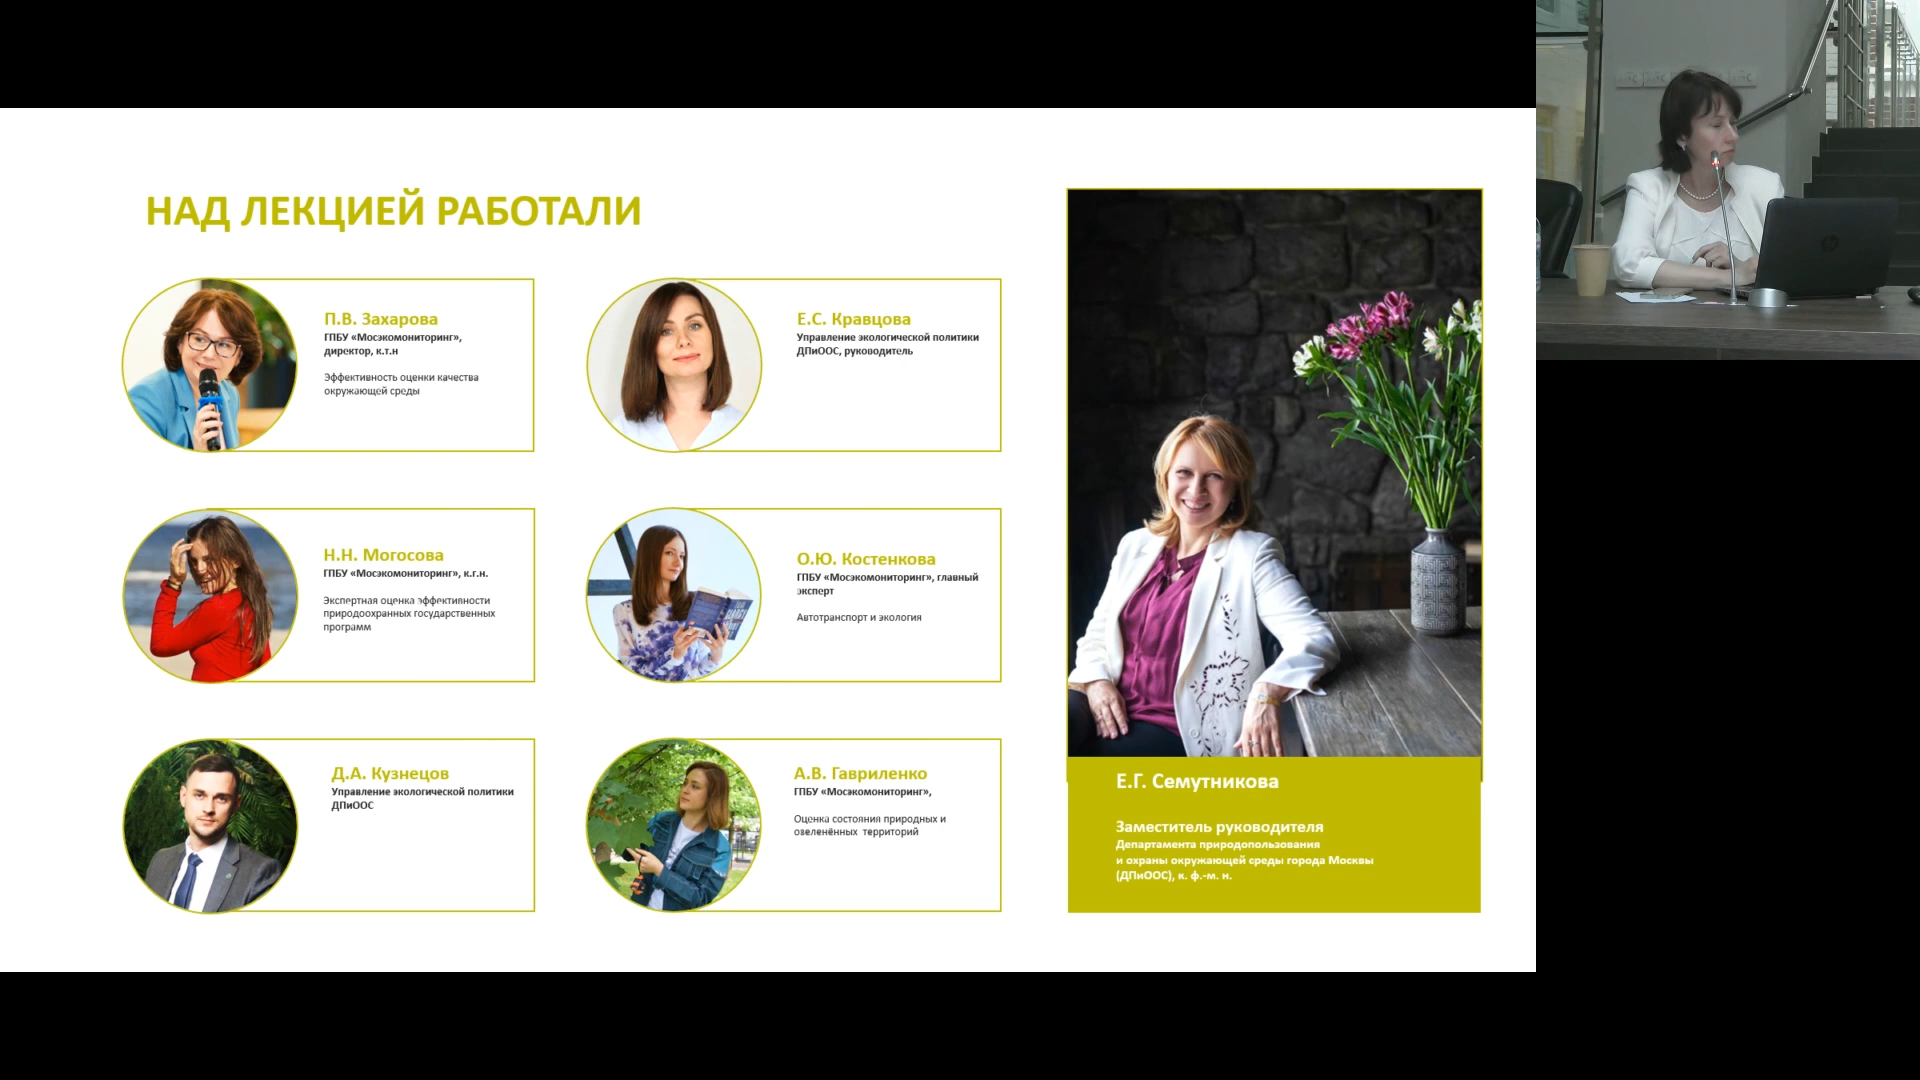 НАД ЛЕКЦИЕЙ РАБОТАЛИ
П.В. Захарова
ГПБУ «Мосэкомониторинг»,
директор, к.т.н
Эффективность оценки качества
окружающей среды
Е.С. Кравцова
Управление экологической политики
ДПиООС, руководитель
Н.Н. Могосова
ГПБУ «Мосэкомониторинг», к.г.н.
Экспертная оценка эффективности
природоохранных государственных
программ
О.Ю. Костенкова
ГПБУ «Мосэкомониторинг», главный
эксперт
Автотранспорт и экология
Д.А. Кузнецов
Управление экологической политики
ДПиООС
А.В. Гавриленко
ГПБУ «Мосэкомониторинг»,
Оценка состояния природных и
озеленённых территорий
Е.Г. Семутникова
Заместитель руководителя
Департамента природопользования
и охраны окружающей среды города Москвы
(ДПиООС), к. ф.-м. н.